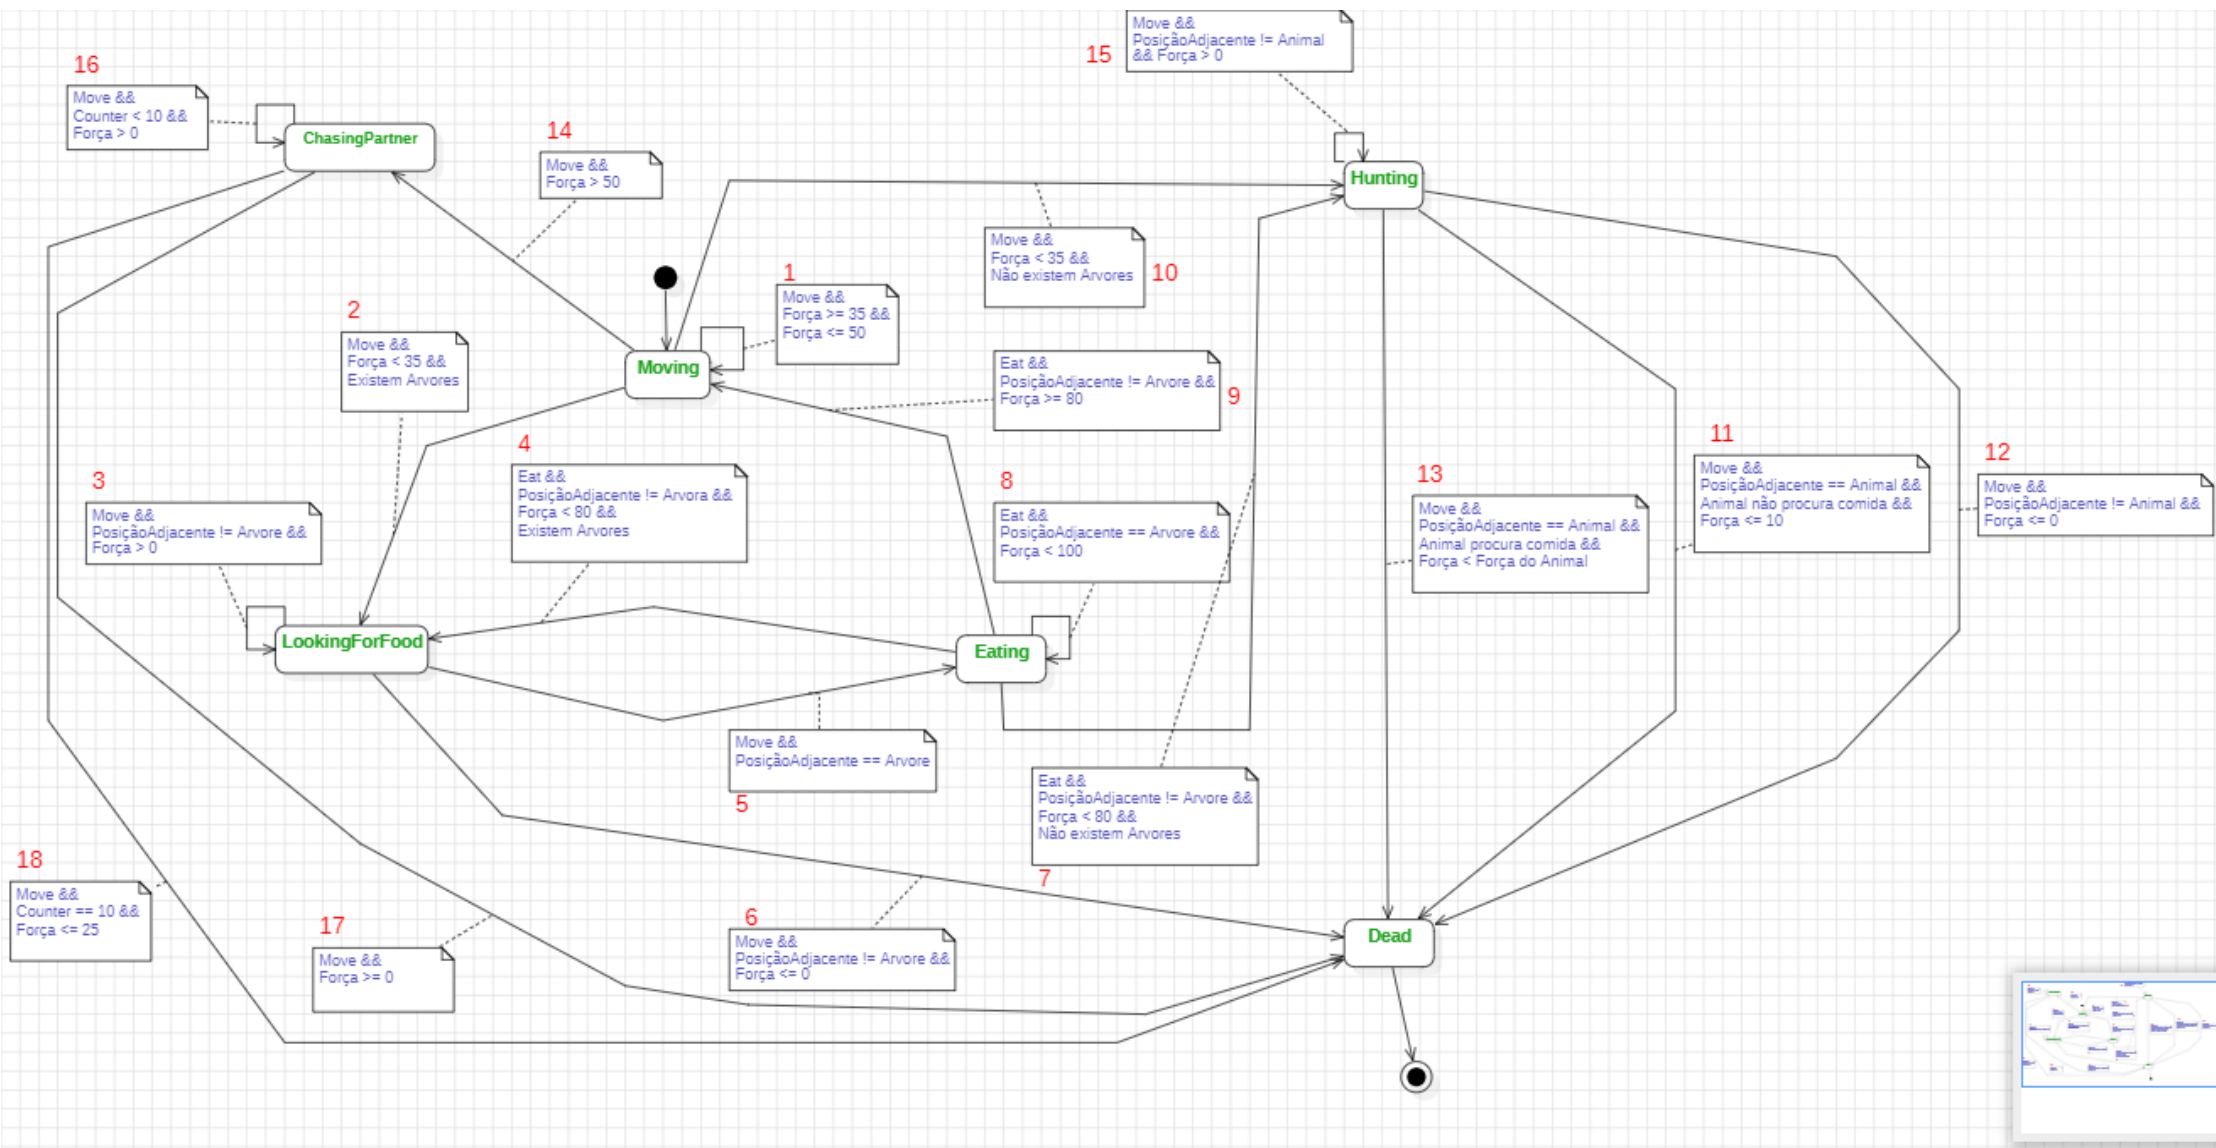 Move &&
PosiçãoAdjacente != Animal
&& Força > 0
15
16
Move &&
Counter < 10 &&
Força > 0
ChasingPartner
14
Move &&
Força > 50
Hunting
Move &&
Força < 35 &&
Não existem Arvores
10
1
Move &&
Força >= 35 &&
Força <= 50
2
Move &&
Força < 35 &&
Existem Arvores
Moving
Eat &&
PosiçãoAdjacente != Arvore &&
Força >= 80
9
4
Eat &&
PosiçãoAdjacente != Arvora &&
Força < 80 &&
Existem Arvores
3
Move &&
PosiçãoAdjacente != Arvore &&
Força > 0
8
Eat &&
PosiçãoAdjacente == Arvore &&
Força < 100
13
Move &&
PosiçãoAdjacente == Animal &&
Animal procura comida &&
Força < Força do Animal
11
Move &&
PosiçãoAdjacente == Animal &&
Animal não procura comida &&
Força <= 10
12
Move &&
PosiçãoAdjacente != Animal &&
Força <= 0
LookingForFood
Eating
Move &&
PosiçãoAdjacente == Arvore
5
Eat &&
PosiçãoAdjacente != Arvore &&
Força < 80 &&
Não existem Arvores
7
18
Move &&
Counter == 10 &&
Força <= 25
17
Move &&
Força >= 0
6
Move &&
PosiçãoAdjacente != Arvore &&
Força <= 0
Dead